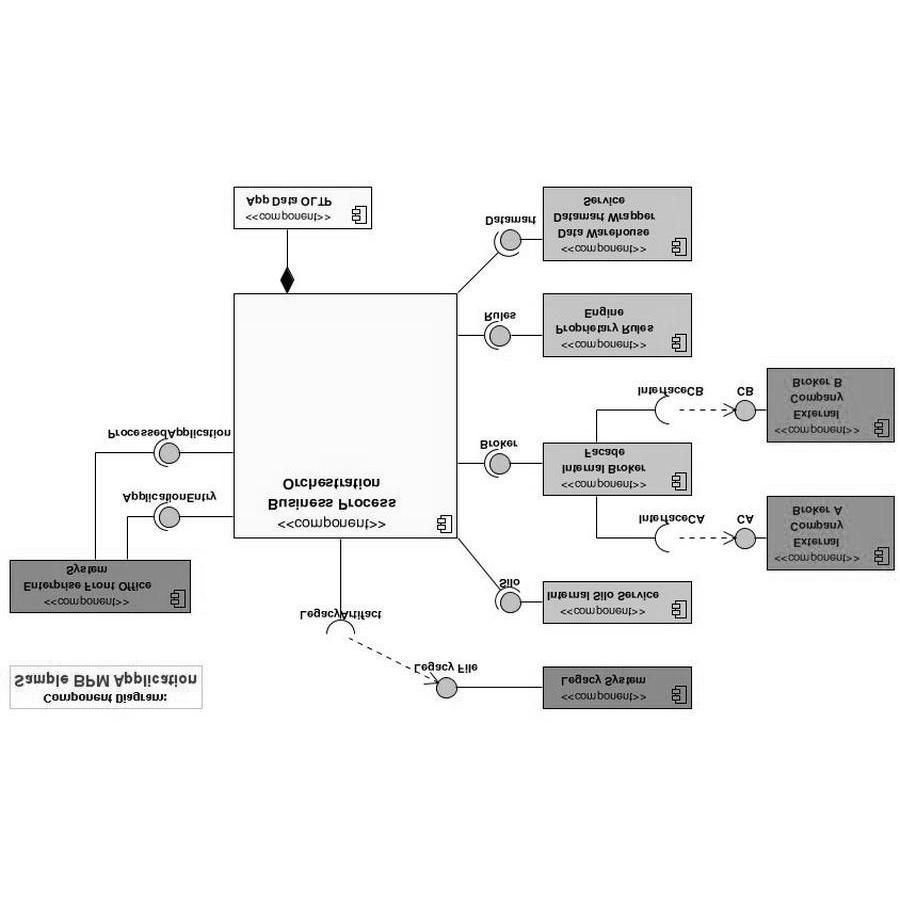 Component Diagram:
Sample BPM Application
<<component>>
Legacy System
Legacy File
LegacyArtifact
<<component>>
Enterprise Front Office
System
<<component>>
Internal Silo Service
Silo
<<component>>
Business Process
Orchestration
ApplicationEntry
ProcessedApplication
<<component>>
External
Company
Broker A
CA
InterfaceCA
<<component>>
Internal Broker
Facade
Broker
<<component>>
External
Company
Broker B
CB
InterfaceCB
<<component>>
Proprietary Rules
Engine
Rules
<<component>>
Data Warehouse
Datamart Wrapper
Service
Datamart
<<component>>
App Data OLTP